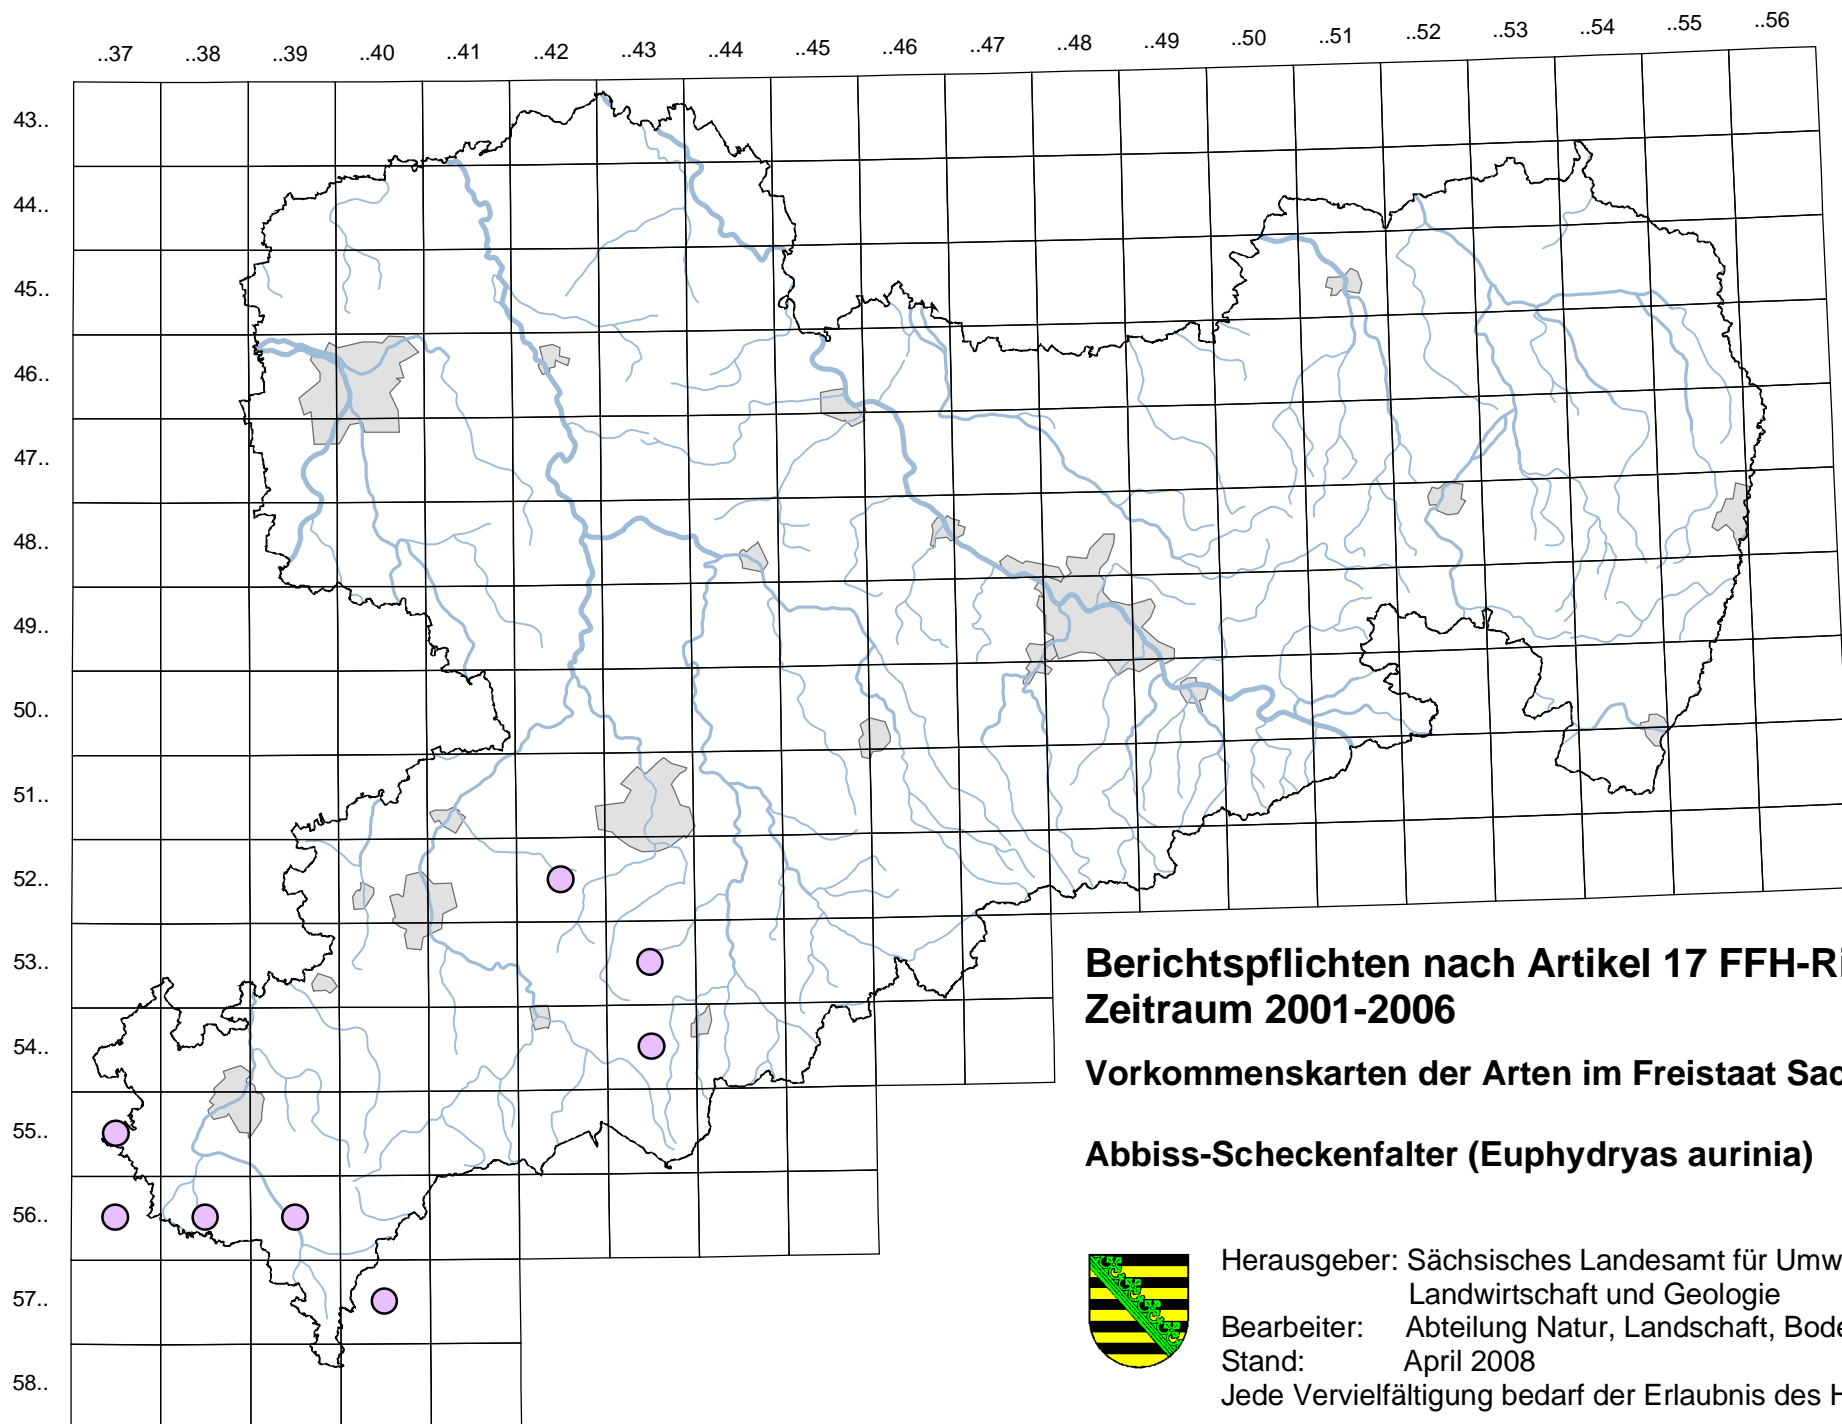 ..37 ..38 ..39 ..40 ..41 ..42 ..43 ..44 ..45 ..46 ..47 ..48 ..49 ..50 ..51 ..52 ..53 ..54 ..55 ..56
43..
44..
45..
46..
47..
48..
49..
50..
51..
52..
53..
54..
55..
56..
57..
58..
Berichtspflichten nach Artikel 17 FFH-Ri
Zeitraum 2001-2006
Vorkommenskarten der Arten im Freistaat Sac
Abbiss-Scheckenfalter (Euphydryas aurinia)
Herausgeber: Sächsisches Landesamt für Umw
Landwirtschaft und Geologie
Bearbeiter: Abteilung Natur, Landschaft, Bode
Stand: April 2008
Jede Vervielfältigung bedarf der Erlaubnis des H